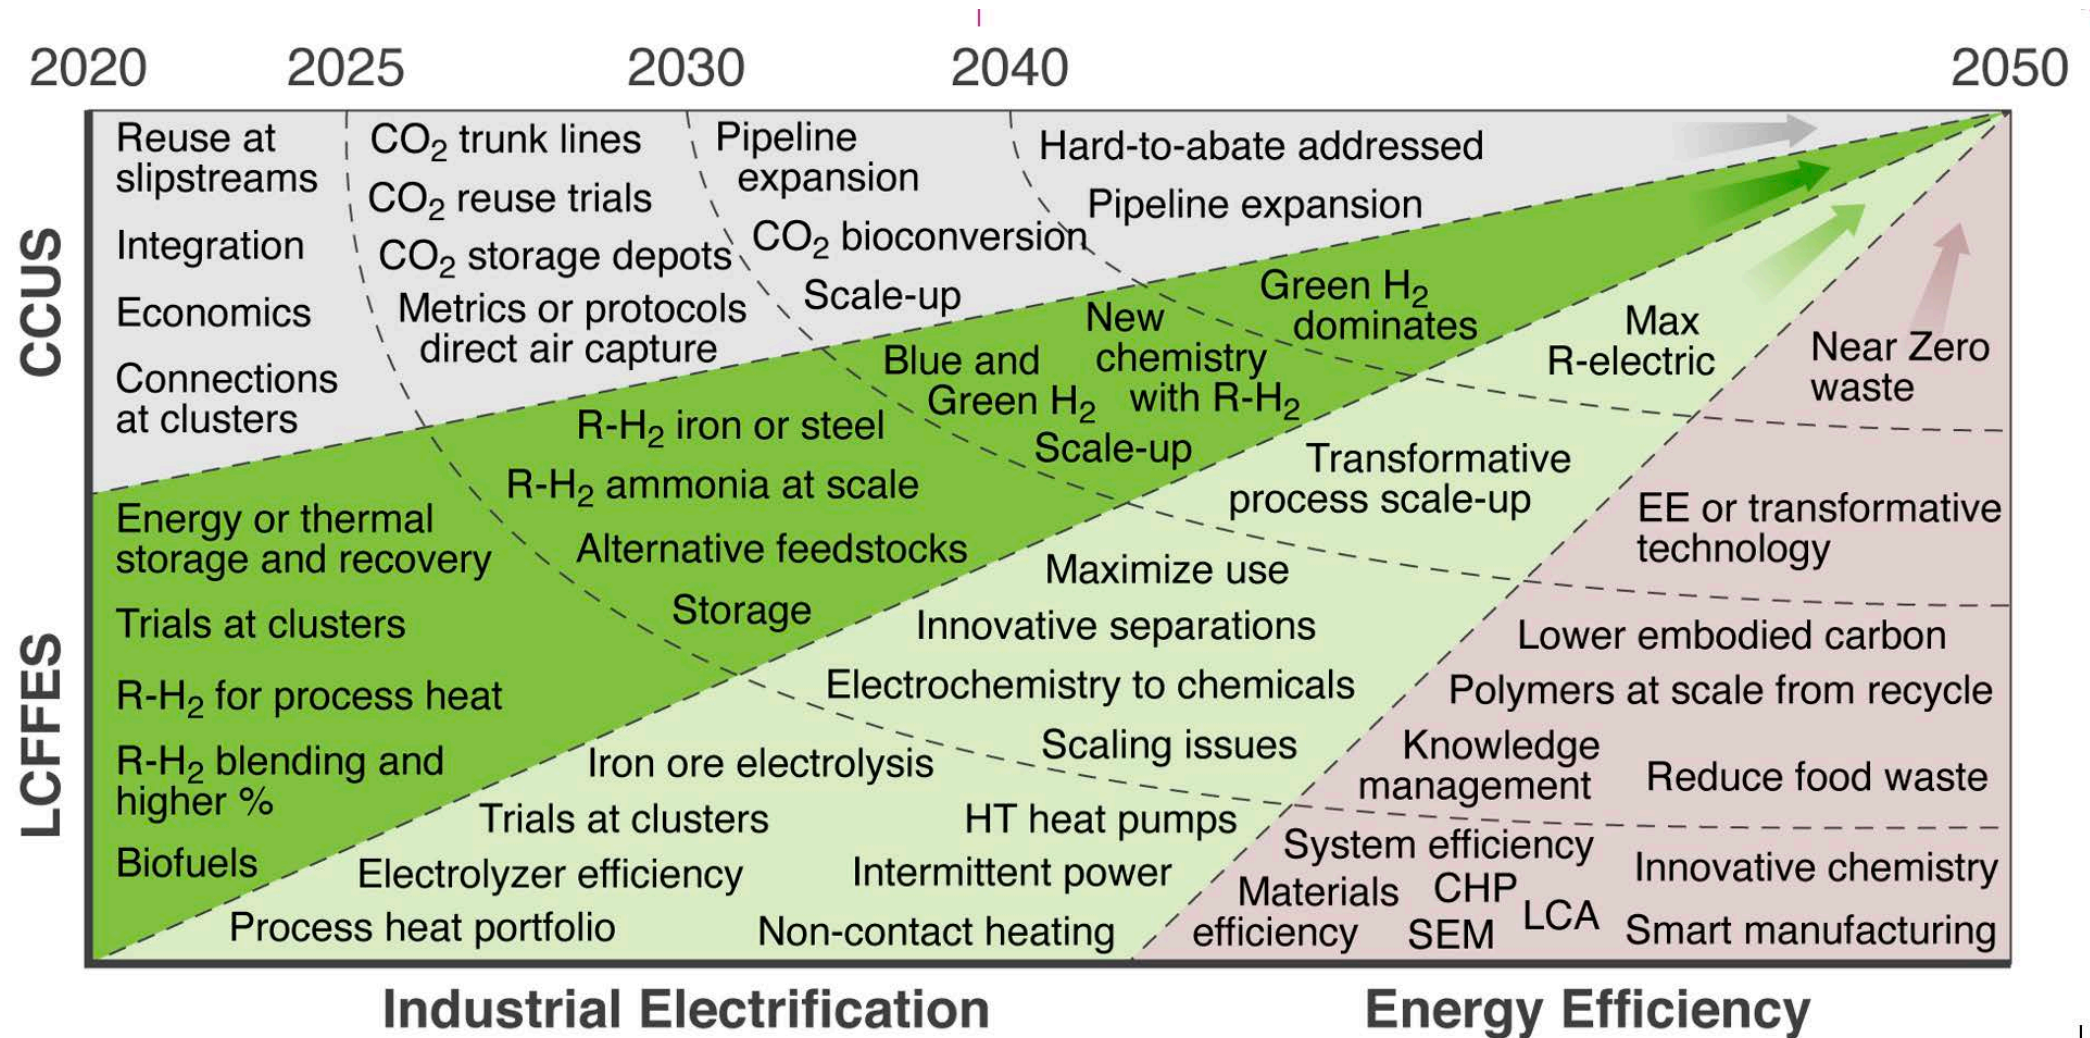 2020
2025
2030
2040
2050
CCUS
Reuse at
slipstreams
Integration
Economics
Connections
at clusters
CO₂ trunk lines
CO₂ reuse trials
CO₂ storage depots
Metrics or protocols
direct air capture
Pipeline
expansion
CO₂ bioconversion
Scale-up
Hard-to-abate addressed
Pipeline expansion
LCFFES
Energy or thermal
storage and recovery
Trials at clusters
R-H₂ for process heat
R-H₂ blending and
higher %
Biofuels
R-H₂ iron or steel
R-H₂ ammonia at scale
Alternative feedstocks
Storage
Blue and
Green H₂
New
chemistry
with R-H₂
Scale-up
Green H₂
dominates
Iron ore electrolysis
Trials at clusters
HT heat pumps
Electrolyzer efficiency
Intermittent power
Process heat portfolio
Non-contact heating
Maximize use
Innovative separations
Electrochemistry to chemicals
Scaling issues
Transformative
process scale-up
Max
R-electric
Near Zero
waste
EE or transformative
technology
Lower embodied carbon
Polymers at scale from recycle
Knowledge
management
Reduce food waste
System efficiency
Innovative chemistry
Materials
efficiency
CHP
SEM
LCA
Smart manufacturing
Industrial Electrification
Energy Efficiency